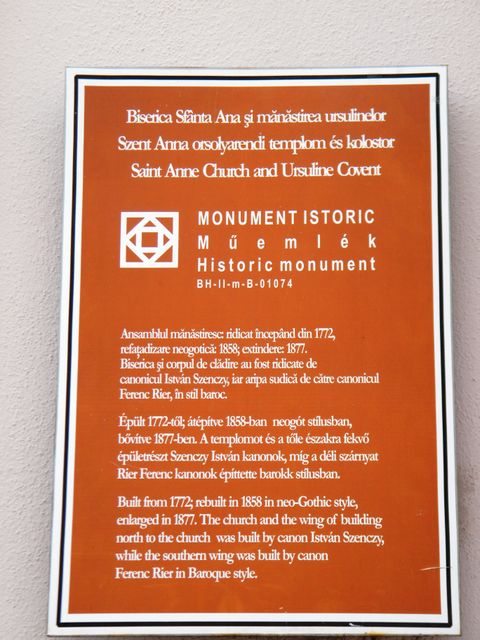 Biserica Sfânta Ana şi mănăstirea ursulinelor
Szent Anna orsolyarendi templom és kolostor
Saint Anne Church and Ursuline Covent
MONUMENT ISTORIC
Műemlék
Historic monument
BH-II-m-B-01074
Ansamblul mănăstiresc: ridicat începând din 1772,
refaţadizare neogotică: 1858; extindere: 1877.
Biserica şi corpul de clădire au fost ridicate de
canonicul István Szenczy, iar aripa sudică de către canonicul
Ferenc Rier, în stil baroc.
Épült 1772-től; átépítve 1858-ban neogót stílusban,
bővítve 1877-ben. A templomot és a tőle északra fekvő
épületrészt Szenczy István kanonok, míg a déli szárnyat
Rier Ferenc kanonok építtette barokk stílusban.
Built from 1772; rebuilt in 1858 in neo-Gothic style,
enlarged in 1877. The church and the wing of building
north to the church was built by canon István Szenczy,
while the southern wing was built by canon
Ferenc Rier in Baroque style.